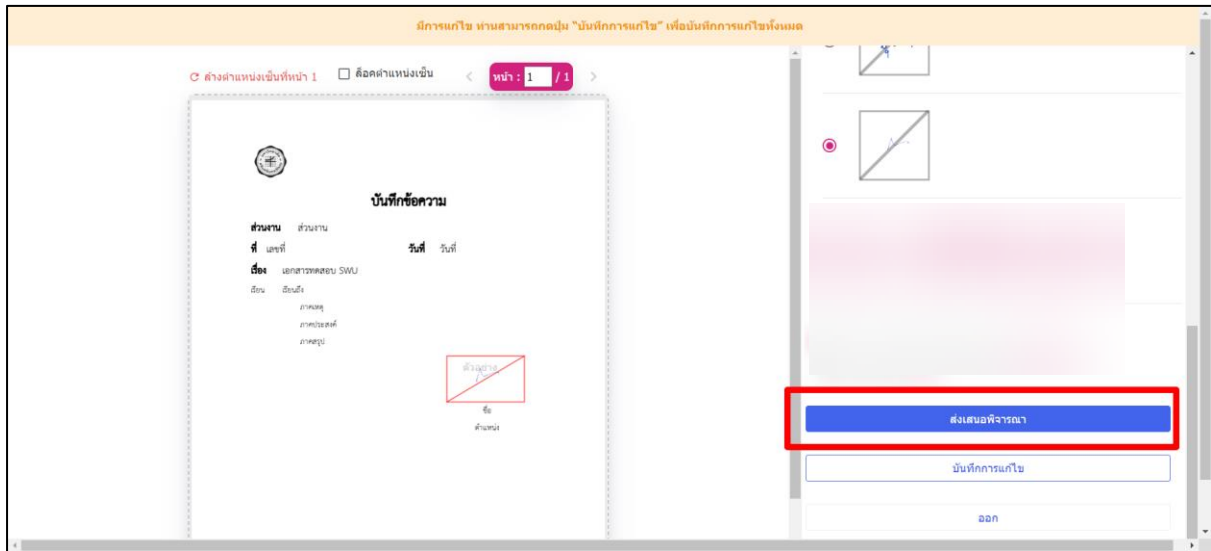 มีการแก้ไข ท่านสามารถกดปุ่ม "บันทึกการแก้ไข" เพื่อบันทึกการแก้ไขทั้งหมด
ล้างตำแหน่งเซ็นที่หน้า 1 ล็อคตำแหน่งเซ็น < หน้า : 1 / 1 >
บันทึกข้อความ
ส่วนงาน ส่วนงาน
ที่ เลขที่ วันที่ วันที่
เรื่อง เอกสารทดสอบ SWU
เรียน เรียนถึง
ภาคเหตุ
ภาคประสงค์
ภาคสรุป
ตัวอย่าง
ชื่อ
ตำแหน่ง
ส่งเสนอพิจารณา
บันทึกการแก้ไข
ออก